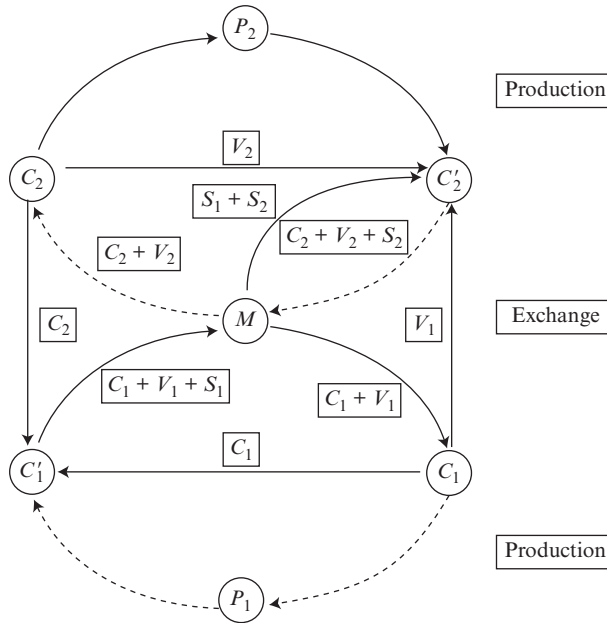 P₂
Production
V₂
C₂
C′₂
S₁ + S₂
C₂ + V₂
C₂ + V₂ + S₂
M
C₂
V₁
Exchange
C₁ + V₁ + S₁
C₁ + V₁
C₁
C′₁
C₁
Production
P₁